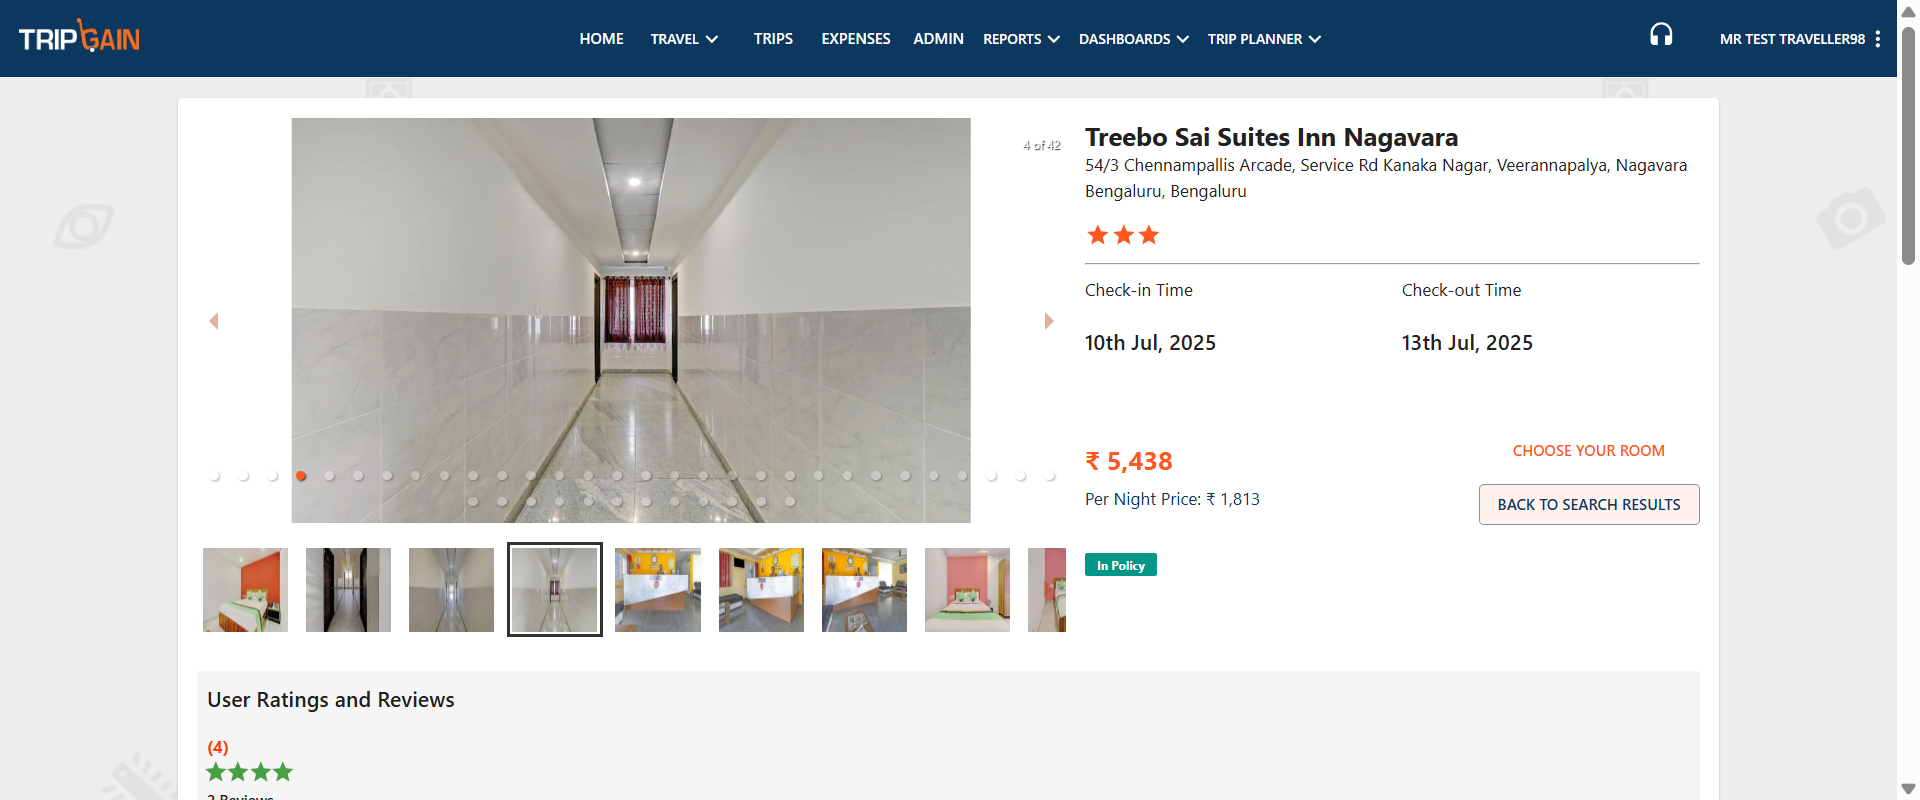 TRIPGAIN
HOME TRAVEL TRIPS EXPENSES ADMIN REPORTS DASHBOARDS TRIP PLANNER
MR TEST TRAVELLER98
4 of 42
Treebo Sai Suites Inn Nagavara
54/3 Chennampallis Arcade, Service Rd Kanaka Nagar, Veerannapalya, Nagavara
Bengaluru, Bengaluru
Check-in Time Check-out Time
10th Jul, 2025 13th Jul, 2025
₹ 5,438
CHOOSE YOUR ROOM
Per Night Price: ₹ 1,813
BACK TO SEARCH RESULTS
In Policy
User Ratings and Reviews
(4)
2 Reviews